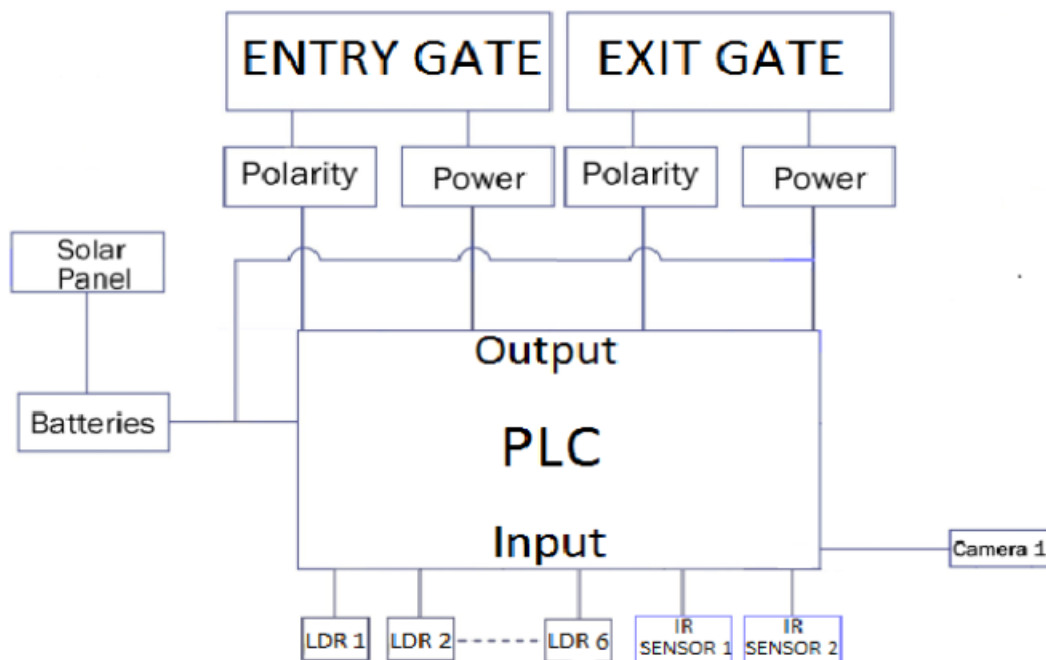 ENTRY GATE
EXIT GATE
Polarity
Power
Polarity
Power
Solar
Panel
Batteries
Output
PLC
Input
Camera 1
LDR 1
LDR 2
LDR 6
IR
SENSOR 1
IR
SENSOR 2